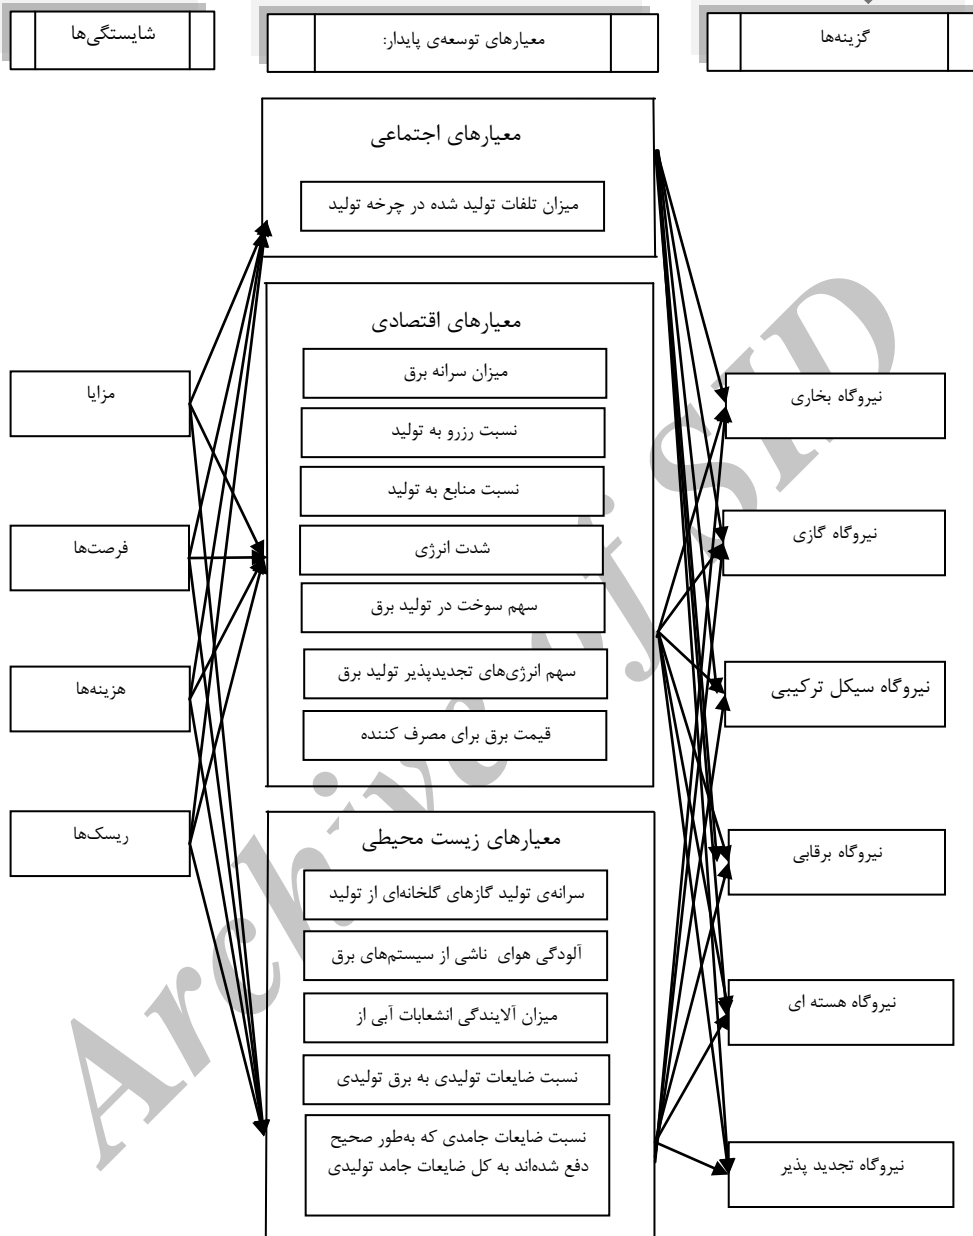 شایستگی‌ها
معیارهای توسعه‌ی پایدار:
گزینه‌ها
معیارهای اجتماعی
میزان تلفات تولید شده در چرخه تولید
معیارهای اقتصادی
میزان سرانه برق
نسبت رزرو به تولید
نسبت منابع به تولید
شدت انرژی
سهم سوخت در تولید برق
سهم انرژی‌های تجدیدپذیر تولید برق
قیمت برق برای مصرف کننده
معیارهای زیست محیطی
سرانه‌ی تولید گازهای گلخانه‌ای از تولید
آلودگی هوای ناشی از سیستم‌های برق
میزان آلایندگی انشعابات آبی از
نسبت ضایعات تولیدی به برق تولیدی
نسبت ضایعات جامدی که به‌طور صحیح
دفع شده‌اند به کل ضایعات جامد تولیدی
مزایا
فرصت‌ها
هزینه‌ها
ریسک‌ها
نیروگاه بخاری
نیروگاه گازی
نیروگاه سیکل ترکیبی
نیروگاه برقابی
نیروگاه هسته ای
نیروگاه تجدید پذیر
Archive of SID